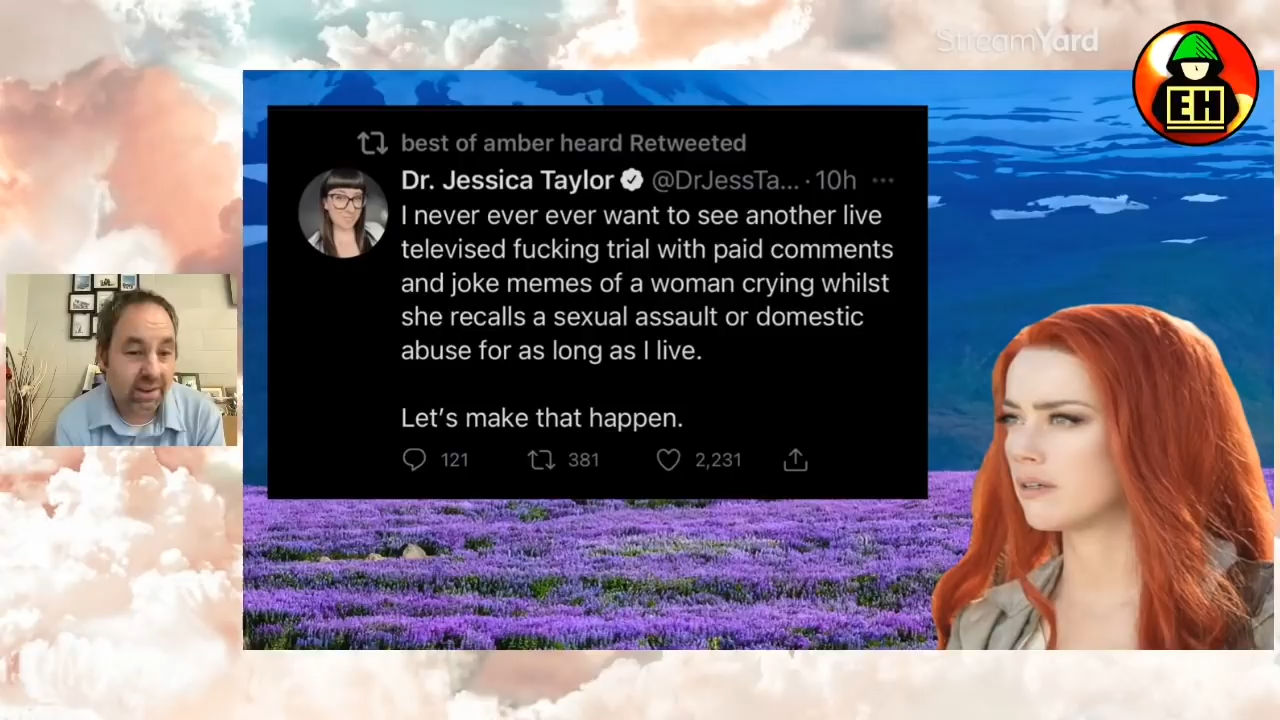 StreamYard
EH
best of amber heard Retweeted
Dr. Jessica Taylor @DrJessTa... · 10h ...
I never ever ever want to see another live
televised fucking trial with paid comments
and joke memes of a woman crying whilst
she recalls a sexual assault or domestic
abuse for as long as I live.
Let’s make that happen.
121 381 2,231